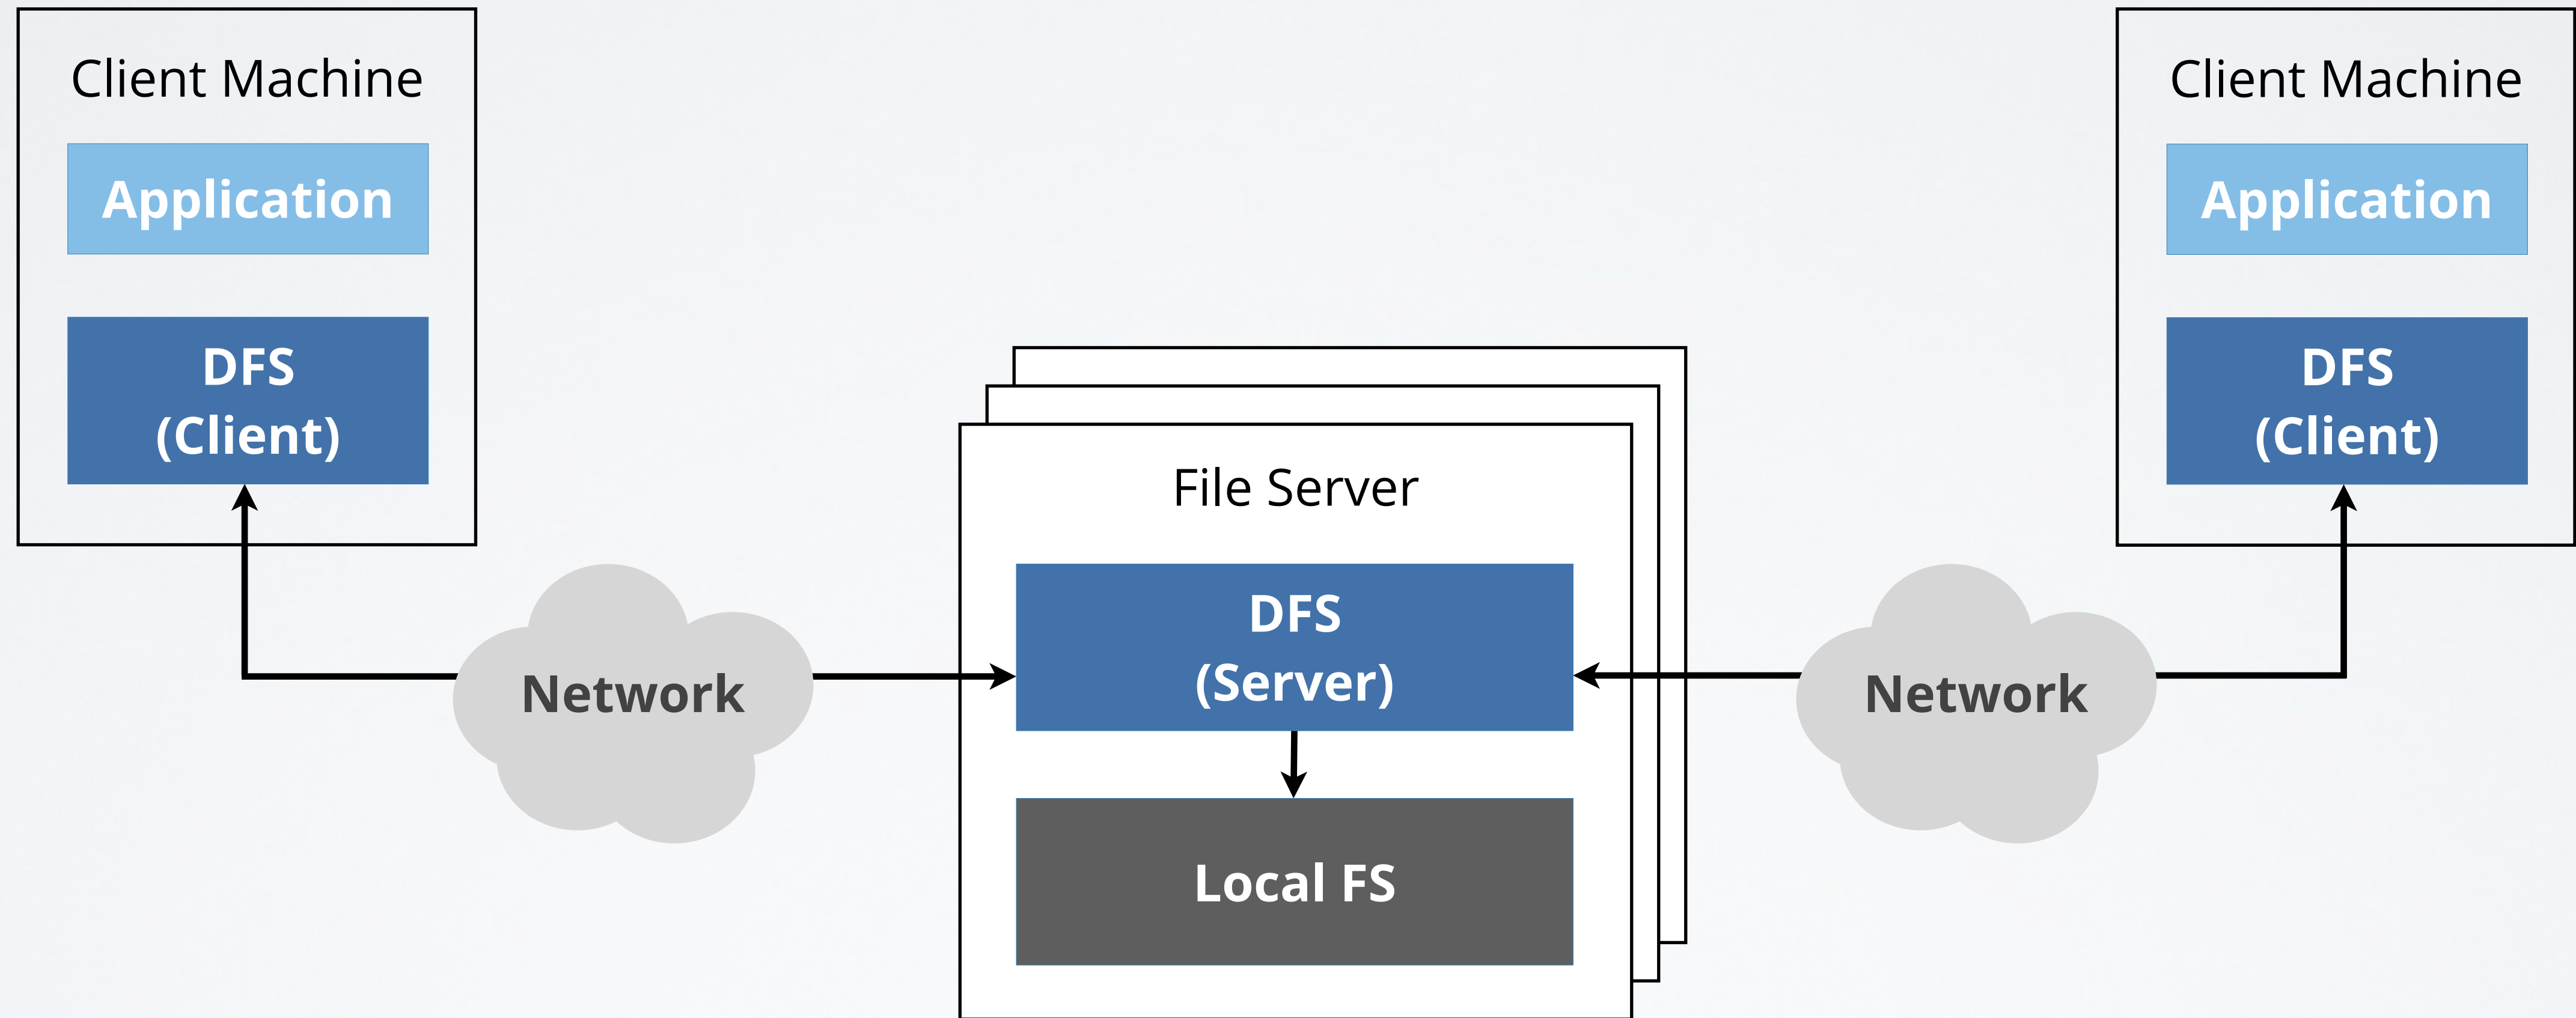 Client Machine
Application
DFS
(Client)
Network
File Server
DFS
(Server)
Local FS
Network
Client Machine
Application
DFS
(Client)